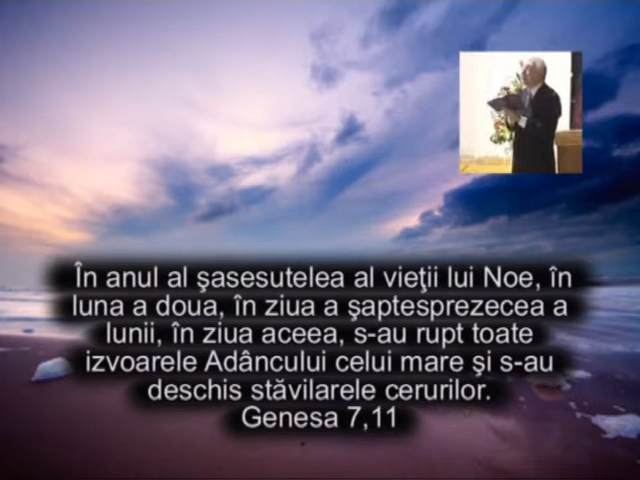 În anul al şasesutelea al vieţii lui Noe, în
luna a doua, în ziua a şaptesprezecea a
lunii, în ziua aceea, s-au rupt toate
izvoarele Adâncului celui mare şi s-au
deschis stăvilarele cerurilor.
Genesa 7,11